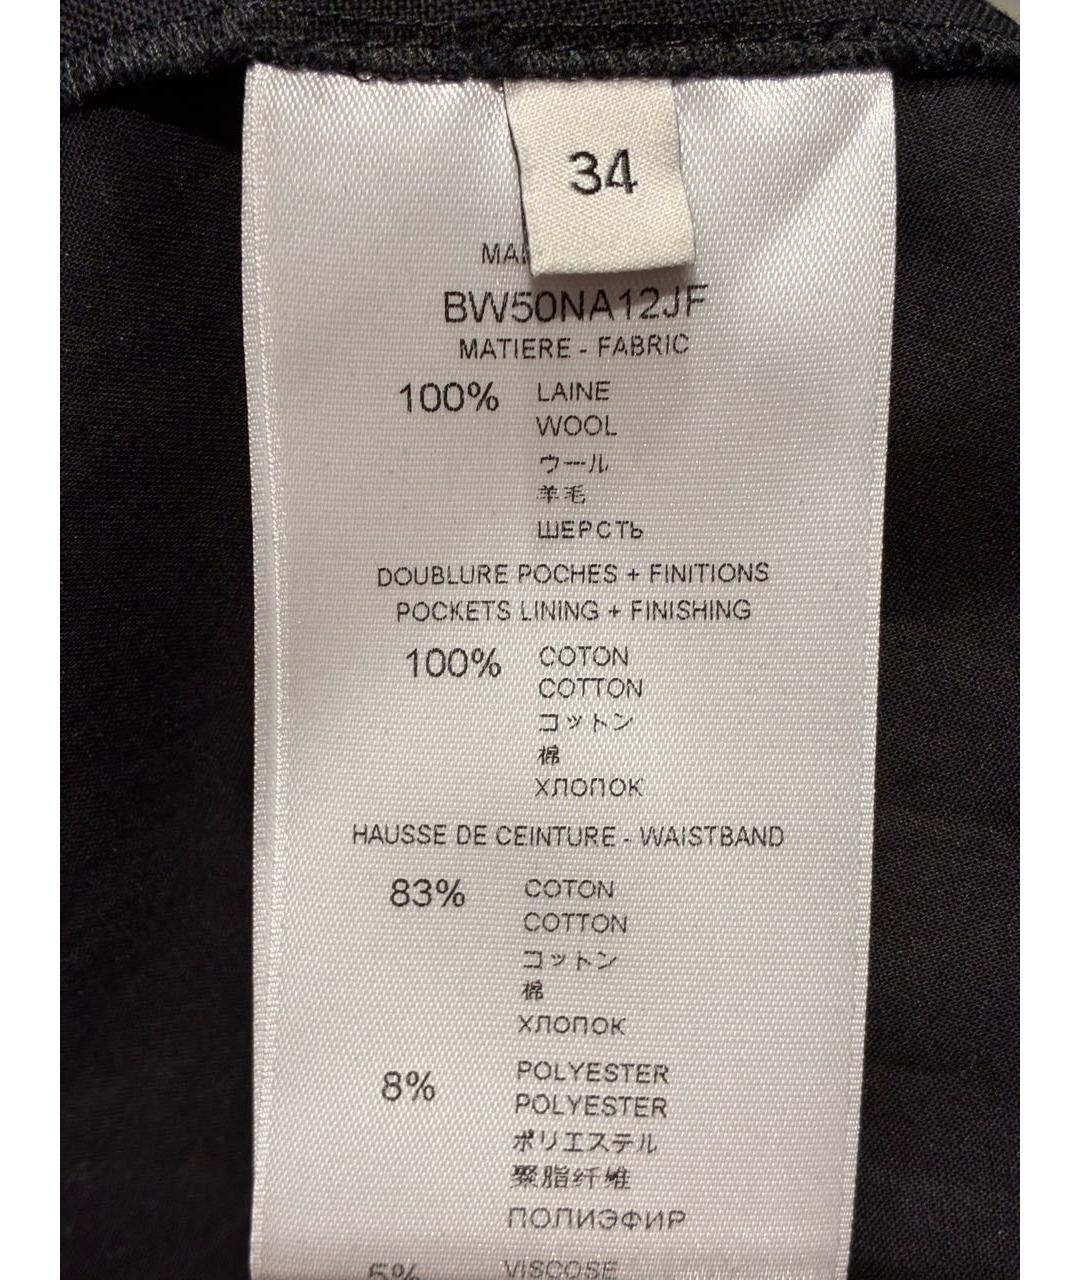 34
BW50NA12JF
MATIERE - FABRIC
100% LAINE
WOOL
ウール
羊毛
ШЕРСТЬ
DOUBLURE POCHES + FINITIONS
POCKETS LINING + FINISHING
100% COTON
COTTON
コットン
棉
ХЛОПОК
HAUSSE DE CEINTURE - WAISTBAND
83% COTON
COTTON
コットン
棉
ХЛОПОК
8% POLYESTER
POLYESTER
ポリエステル
聚脂纤维
ПОЛИЭФИР
5% VISCOSE